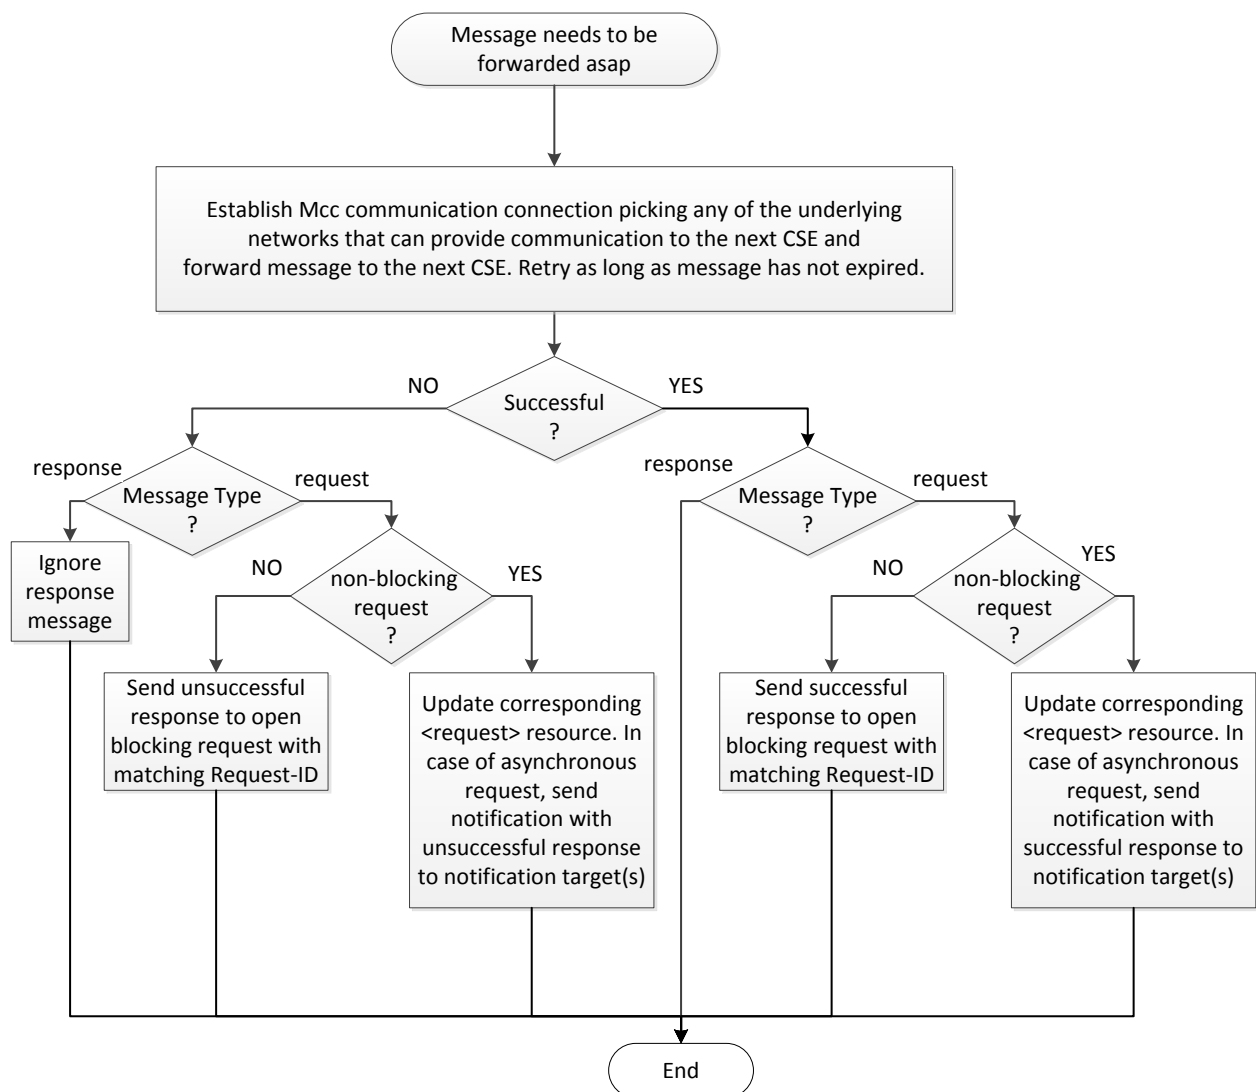 Message needs to be
forwarded asap
Establish Mcc communication connection picking any of the underlying
networks that can provide communication to the next CSE and
forward message to the next CSE. Retry as long as message has not expired.
NO
YES
Successful
?
response
request
Message Type
?
response
request
Message Type
?
Ignore
response
message
NO
YES
non-blocking
request
?
NO
YES
non-blocking
request
?
Send unsuccessful
response to open
blocking request with
matching Request-ID
Update corresponding
<request> resource. In
case of asynchronous
request, send
notification with
unsuccessful response
to notification target(s)
Send successful
response to open
blocking request with
matching Request-ID
Update corresponding
<request> resource. In
case of asynchronous
request, send
notification with
successful response to
notification target(s)
End